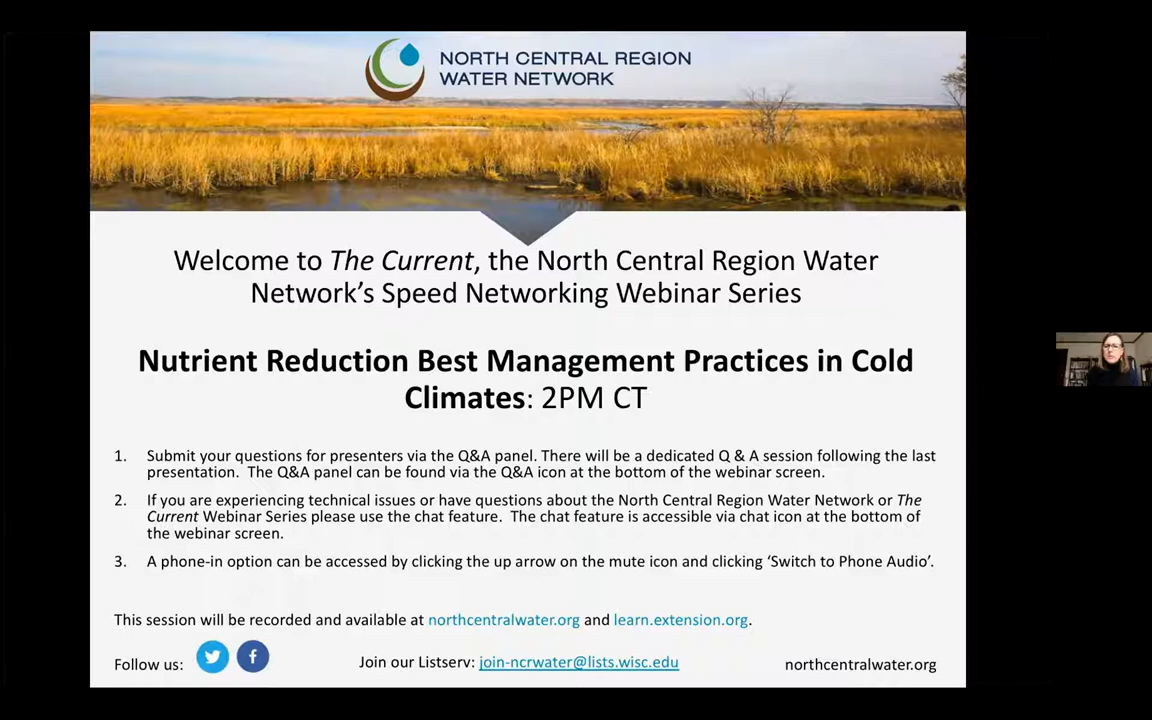 NORTH CENTRAL REGION
WATER NETWORK
Welcome to The Current, the North Central Region Water
Network's Speed Networking Webinar Series
Nutrient Reduction Best Management Practices in Cold
Climates: 2PM CT
1. Submit your questions for presenters via the Q&A panel. There will be a dedicated Q & A session following the last
presentation. The Q&A panel can be found via the Q&A icon at the bottom of the webinar screen.
2. If you are experiencing technical issues or have questions about the North Central Region Water Network or The
Current Webinar Series please use the chat feature. The chat feature is accessible via chat icon at the bottom of
the webinar screen.
3. A phone-in option can be accessed by clicking the up arrow on the mute icon and clicking ‘Switch to Phone Audio’.
This session will be recorded and available at northcentralwater.org and learn.extension.org.
Follow us: f Join our Listserv: join-ncrwater@lists.wisc.edu northcentralwater.org